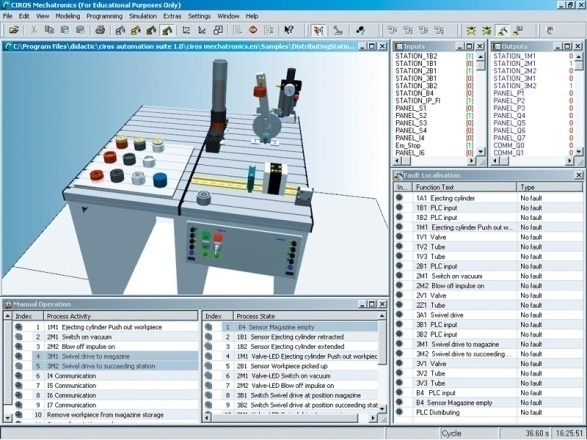 CIROS Mechatronics (For Educational Purposes Only)
File Edit View Modeling Programming Simulation Extras Settings Window Help
C:\Program Files\didactic\ciros automation suite 1.0\ciros mechatronics.en\Samples\DistributingStatio...
Inputs
STATION_1B2 [1]
STATION_1B1 [0]
STATION_2B1 [1]
STATION_3B1 [0]
STATION_3B2 [0]
STATION_B4 [0]
STATION_IP_FI [1]
PANEL_S1 [0]
PANEL_S2 [1]
PANEL_S3 [0]
PANEL_S4 [0]
PANEL_I4 [0]
Em_Stop [1]
PANEL_I6 [0]
Outputs
STATION_1M1 0
STATION_2M1 1
STATION_2M2 0
STATION_3M1 0
STATION_3M2 1
PANEL_P1 0
PANEL_P2 0
PANEL_P3 0
PANEL_P4 0
PANEL_Q5 0
PANEL_Q6 0
PANEL_Q7 0
COMM_Q0 0
COMM_Q1 0
Fault Localisation
In... Function Text Type
1A1 Ejecting cylinder No fault
1B1 PLC input No fault
1B2 PLC input No fault
1M1 Ejecting cylinder Push out w... No fault
1V1 Valve No fault
1V2 Tube No fault
1V3 Tube No fault
2B1 PLC input No fault
2M1 Switch on vacuum No fault
2M2 Blow off impulse on No fault
2V1 Valve No fault
2Z1 Tube No fault
3A1 Swivel drive No fault
3B1 PLC input No fault
3B2 PLC input No fault
3M1 Swivel drive to magazine No fault
3M2 Swivel drive to succeeding ... No fault
3V1 Valve No fault
3V2 Tube No fault
3V3 Tube No fault
B4 PLC input No fault
B4 Sensor Magazine empty No fault
PLC Distributing No fault
Manual Operation
Index Process Activity
1 1M1 Ejecting cylinder Push out workpiece
2 2M1 Switch on vacuum
3 2M2 Blow off impulse on
4 3M1 Swivel drive to magazine
5 3M2 Swivel drive to succeeding station
6 I4 Communication
7 I5 Communication
8 I6 Communication
9 I7 Communication
10 Remove workpiece from magazine storage
Index Process State
1 B4 Sensor Magazine empty
2 1B1 Sensor Ejecting cylinder retracted
3 1B2 Sensor Ejecting cylinder extended
4 1M1 Valve-LED Ejecting cylinder Push out workpiec
5 2B1 Sensor Workpiece picked up
6 2M1 Valve-LED Switch on vacuum
7 2M2 Valve-LED Blow off impulse on
8 3B1 Sensor Swivel drive at position magazine
9 3B2 Sensor Swivel drive at position succeeding stat
Cycle 36.60 s 16:25:51